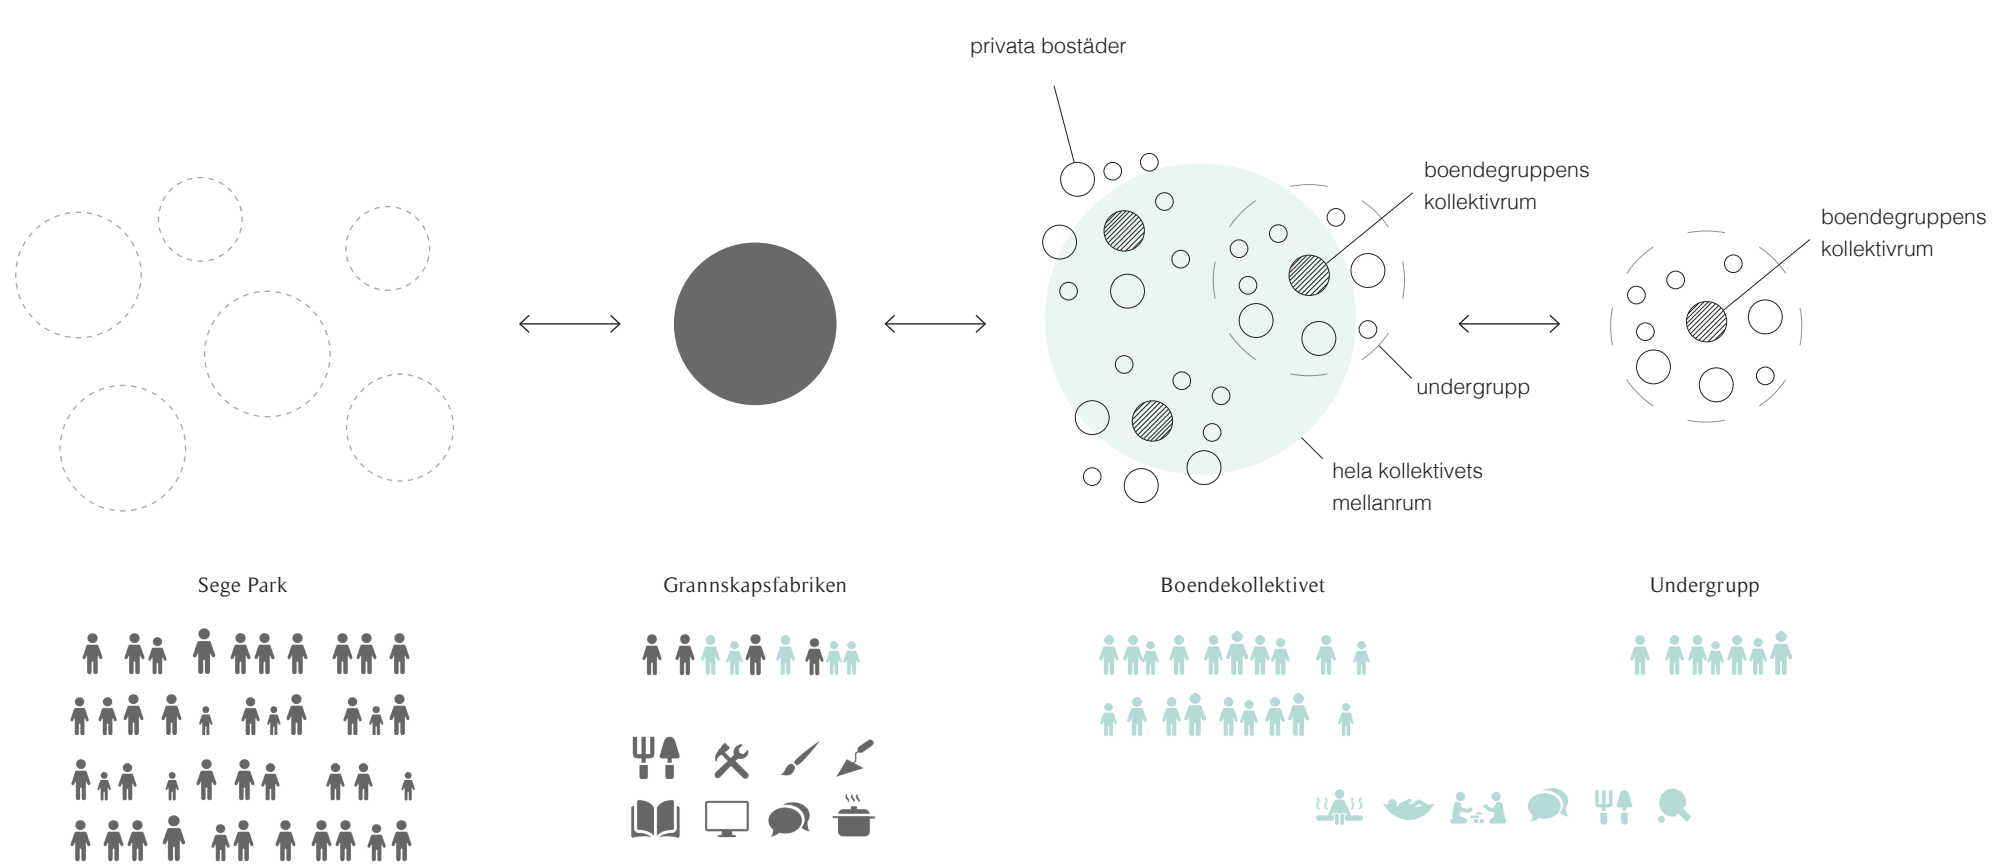 privata bostäder
boendegruppens
kollektivrum
boendegruppens
kollektivrum
undergrupp
hela kollektivets
mellanrum
Sege Park
Grannskapsfabriken
Boendekollektivet
Undergrupp